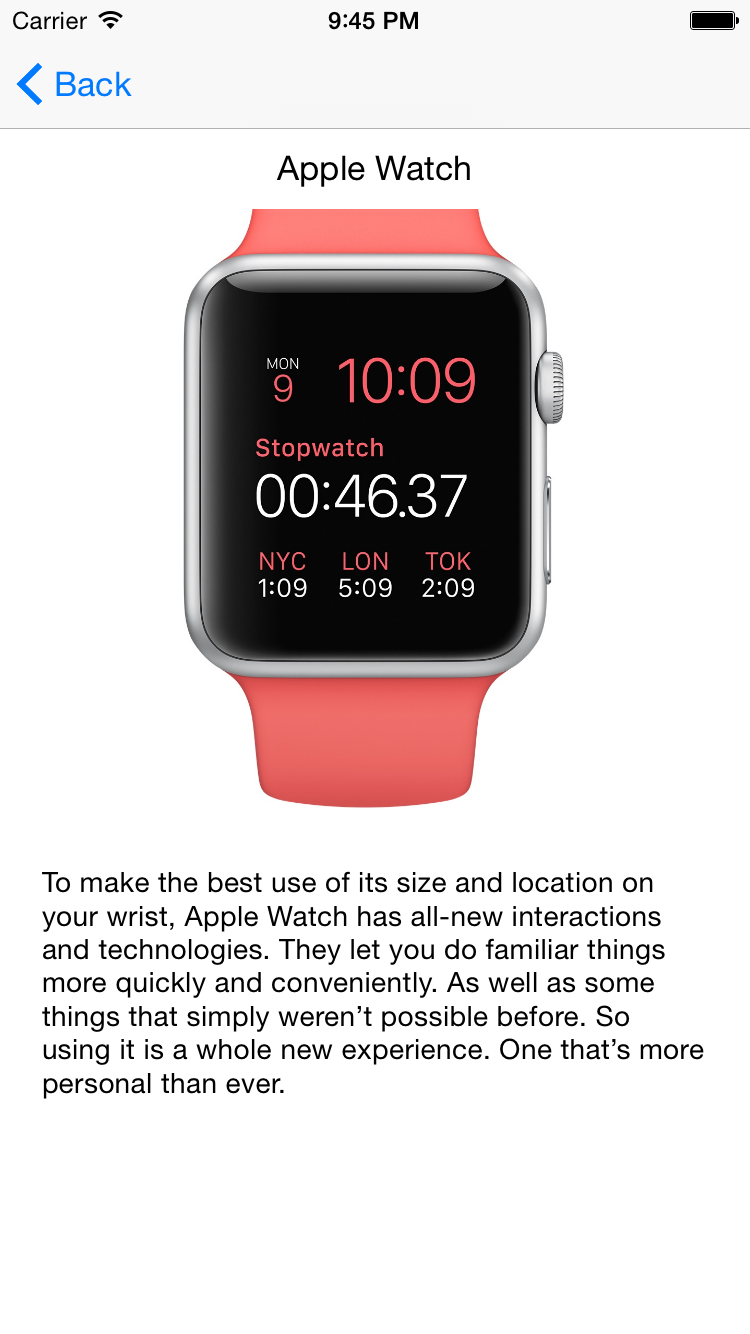 Carrier 9:45 PM
Back
Apple Watch
MON
9 10:09
Stopwatch
00:46.37
NYC LON TOK
1:09 5:09 2:09
To make the best use of its size and location on
your wrist, Apple Watch has all-new interactions
and technologies. They let you do familiar things
more quickly and conveniently. As well as some
things that simply weren’t possible before. So
using it is a whole new experience. One that’s more
personal than ever.